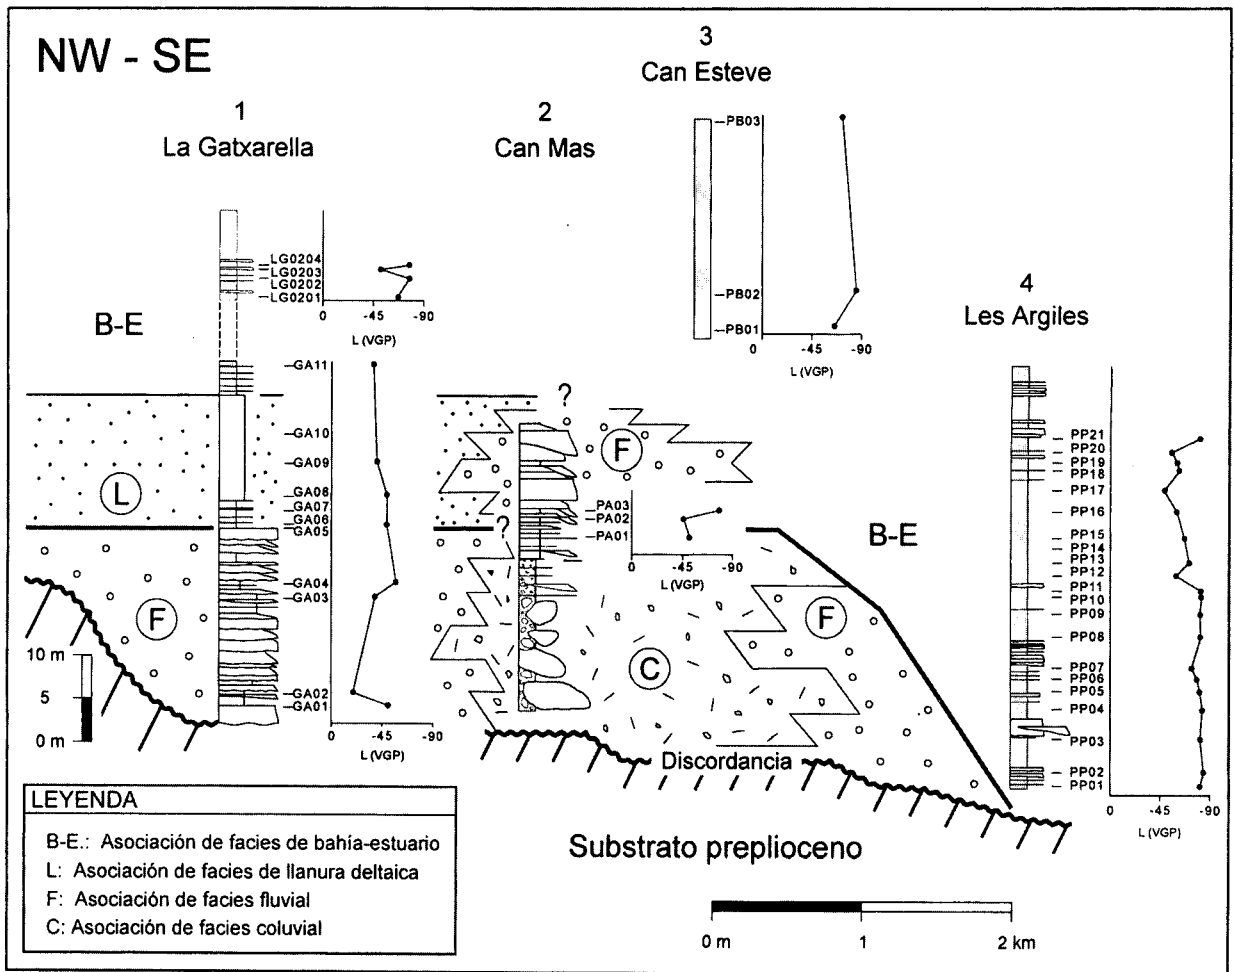 NW - SE
3
Can Esteve
1
La Gatxarella
2
Can Mas
4
Les Argiles
PB03
PB02
PB01
0 -45 -90
L (VGP)
LG0204
LG0203
LG0202
LG0201
0 -45 -90
L (VGP)
B-E
GA11
GA10
GA09
GA08
GA07
GA06
GA05
GA04
GA03
GA02
GA01
0 -45 -90
L (VGP)
L
F
10 m
5
0 m
?
?
F
PA03
PA02
PA01
0 -45 -90
L (VGP)
B-E
F
C
Discordancia
PP21
PP20
PP19
PP18
PP17
PP16
PP15
PP14
PP13
PP12
PP11
PP10
PP09
PP08
PP07
PP06
PP05
PP04
PP03
PP02
PP01
0 -45 -90
L (VGP)
LEYENDA
B-E.: Asociación de facies de bahía-estuario
L: Asociación de facies de llanura deltaica
F: Asociación de facies fluvial
C: Asociación de facies coluvial
Substrato preplioceno
0 m 1 2 km